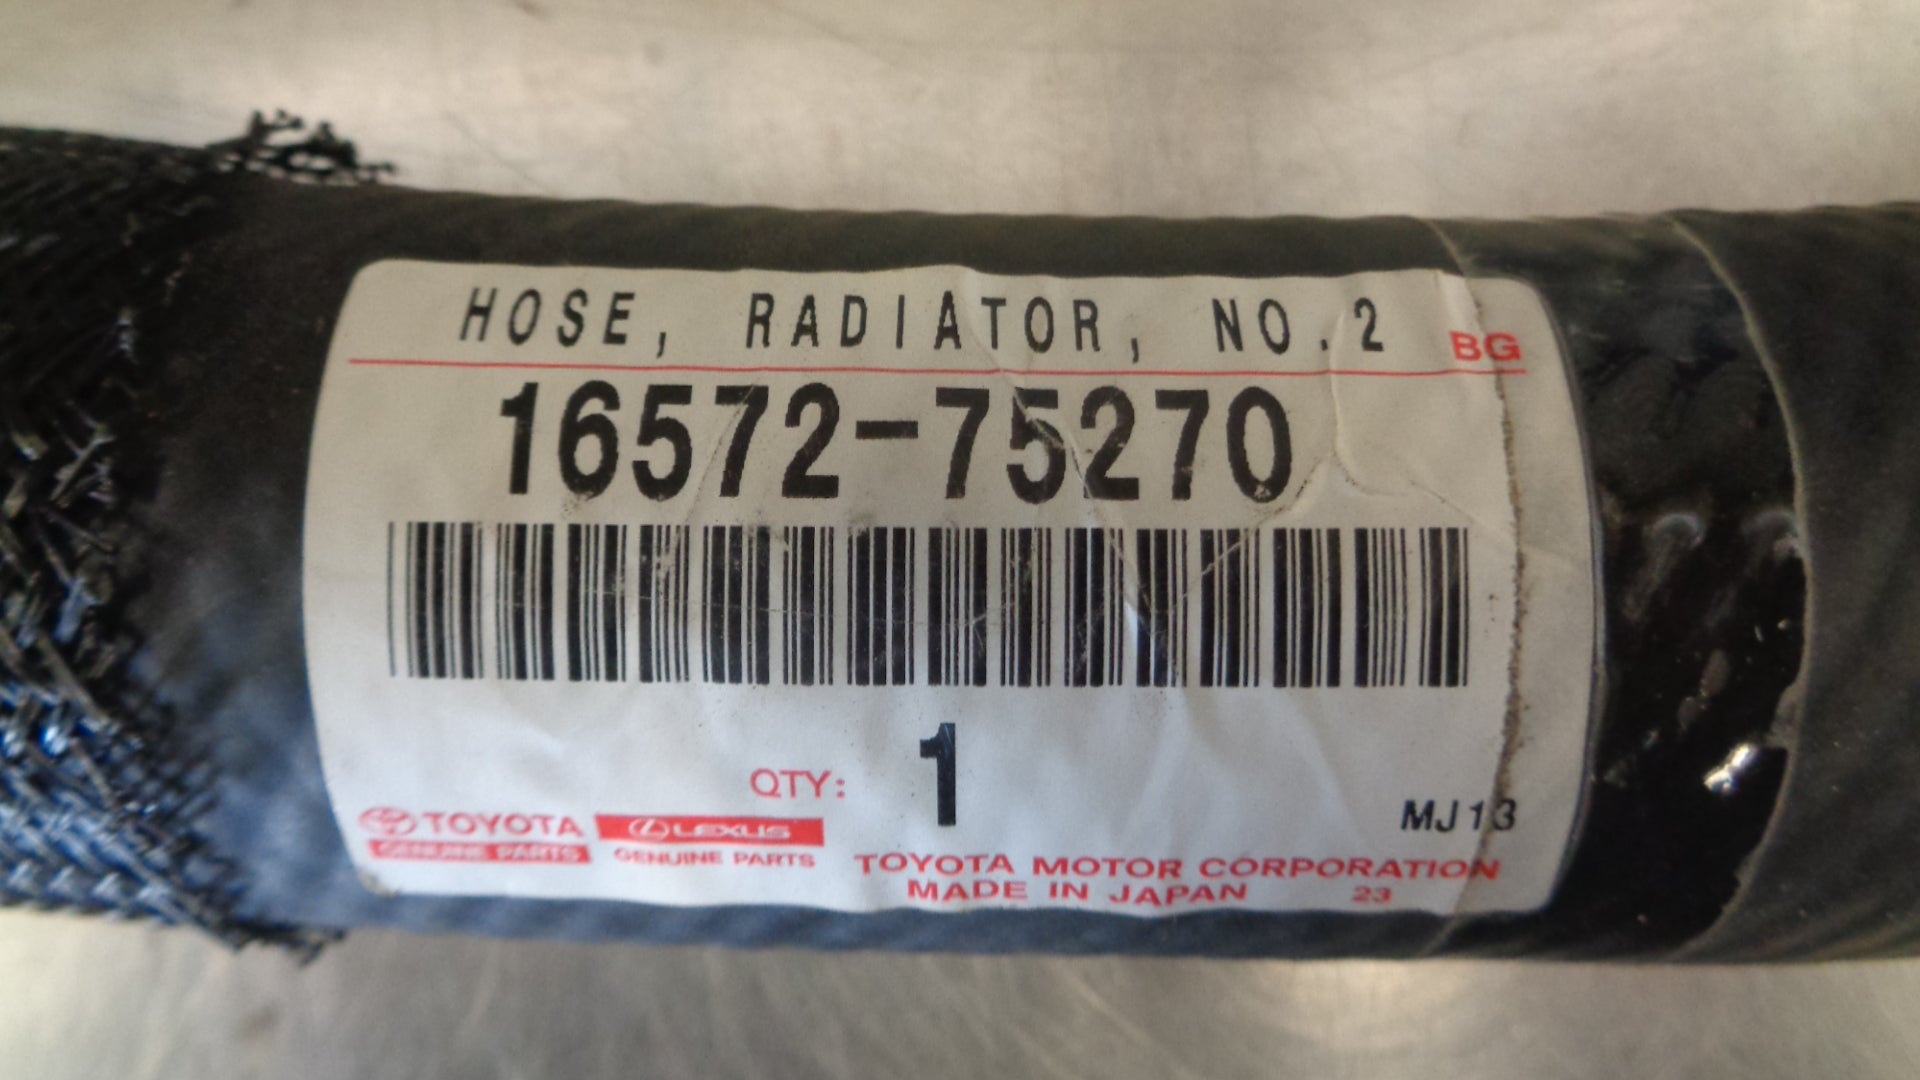 HOSE, RADIATOR, NO.2 BG
16572-75270
QTY: 1
MJ13
TOYOTA LEXUS
GENUINE PARTS GENUINE PARTS
TOYOTA MOTOR CORPORATION
MADE IN JAPAN 23